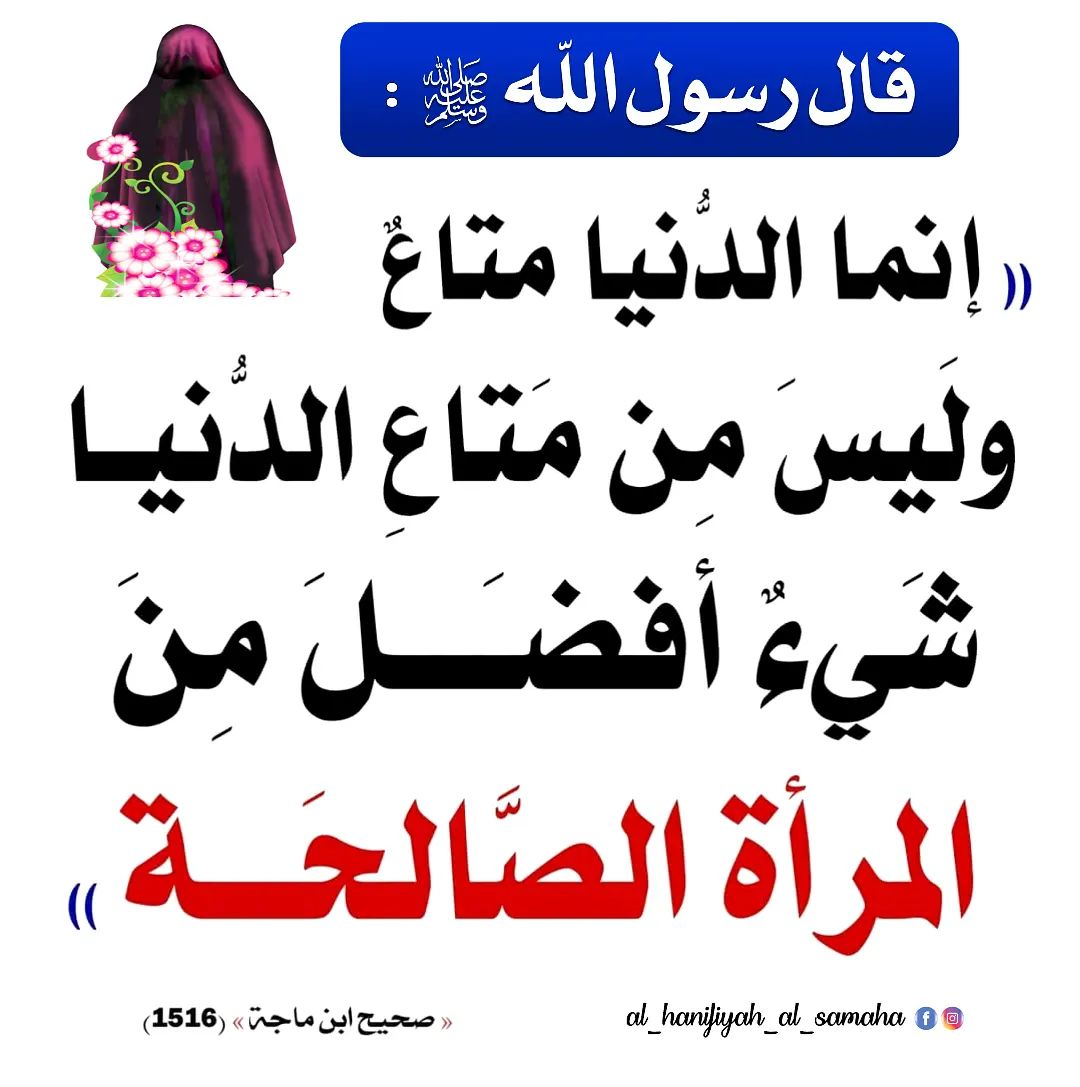 قال رسول الله ﷺ :
(( إنما الدُّنيا متاعٌ
ولَيسَ مِن مَتاعِ الدُّنيـا
شَيءٌ أفضَـــلَ مِنَ
المرأة الصَّالحَـــة ))
« صحيح ابن ماجة » (1516)
al_hanifiyah_al_samaha